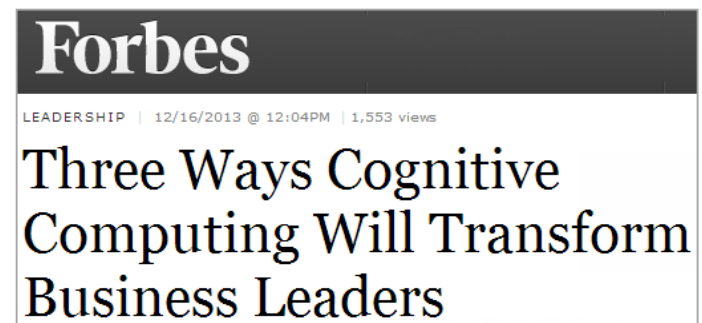 Forbes
LEADERSHIP | 12/16/2013 @ 12:04PM | 1,553 views
Three Ways Cognitive
Computing Will Transform
Business Leaders